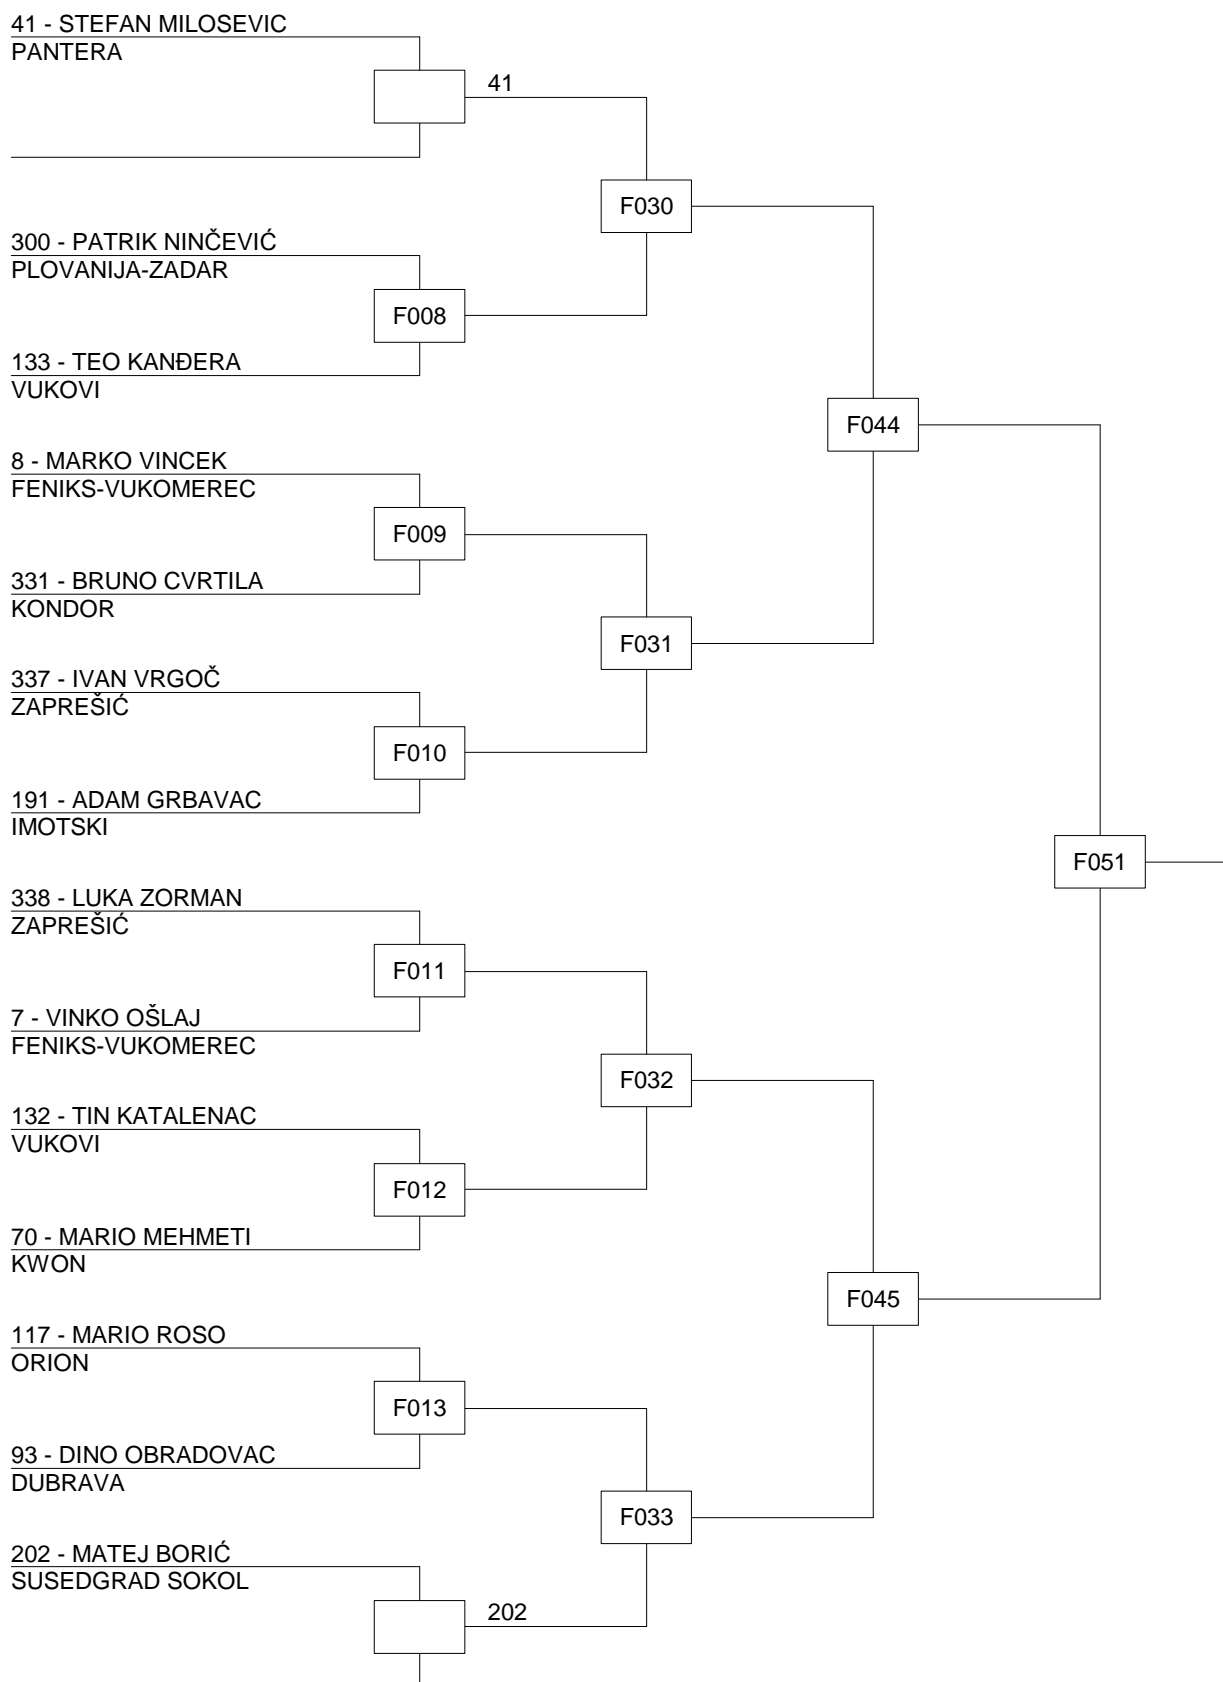 41 - STEFAN MILOSEVIC
PANTERA
41
F030
300 - PATRIK NINČEVIĆ
PLOVANIJA-ZADAR
F008
133 - TEO KANĐERA
VUKOVI
F044
8 - MARKO VINCEK
FENIKS-VUKOMEREC
F009
331 - BRUNO CVRTILA
KONDOR
F031
337 - IVAN VRGOČ
ZAPREŠIĆ
F010
191 - ADAM GRBAVAC
IMOTSKI
F051
338 - LUKA ZORMAN
ZAPREŠIĆ
F011
7 - VINKO OŠLAJ
FENIKS-VUKOMEREC
F032
132 - TIN KATALENAC
VUKOVI
F012
70 - MARIO MEHMETI
KWON
F045
117 - MARIO ROSO
ORION
F013
93 - DINO OBRADOVAC
DUBRAVA
F033
202 - MATEJ BORIĆ
SUSEDGRAD SOKOL
202